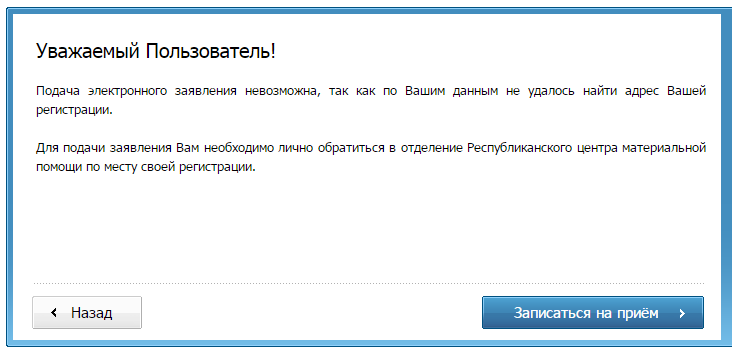 Уважаемый Пользователь!
Подача электронного заявления невозможна, так как по Вашим данным не удалось найти адрес Вашей
регистрации.
Для подачи заявления Вам необходимо лично обратиться в отделение Республиканского центра материальной
помощи по месту своей регистрации.
Назад
Записаться на приём